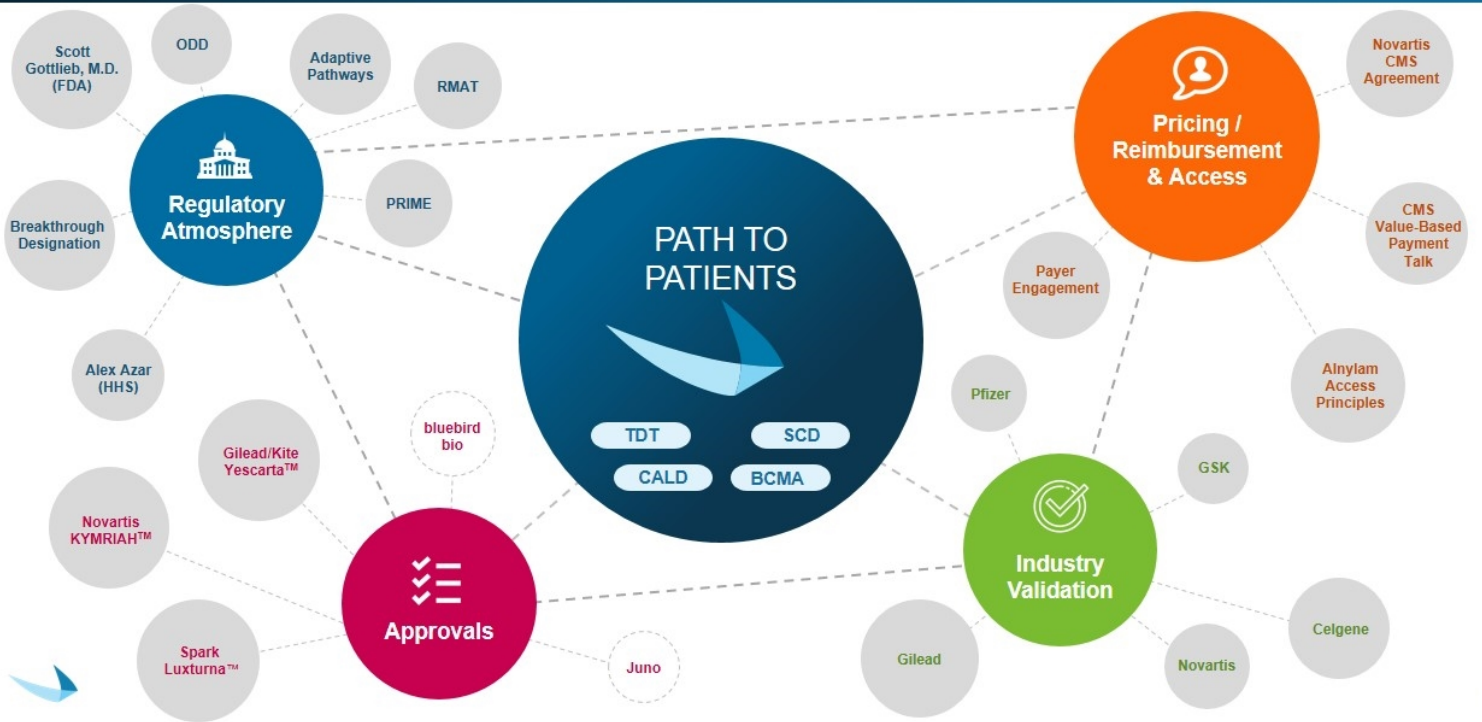 Scott
Gottlieb, M.D.
(FDA)
ODD
Adaptive
Pathways
RMAT
PRIME
Breakthrough
Designation
Alex Azar
(HHS)
Regulatory
Atmosphere
PATH TO
PATIENTS
TDT
SCD
CALD
BCMA
Pricing /
Reimbursement
& Access
Novartis
CMS
Agreement
CMS
Value-Based
Payment
Talk
Payer
Engagement
Alnylam
Access
Principles
Gilead/Kite
Yescarta™
bluebird
bio
Novartis
KYMRIAH™
Spark
Luxturna™
Juno
Approvals
Pfizer
GSK
Industry
Validation
Celgene
Gilead
Novartis